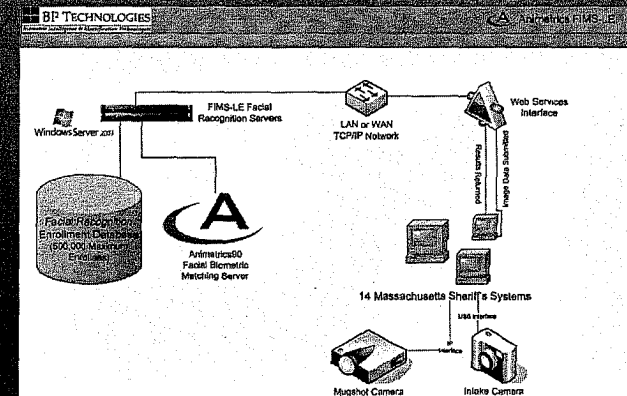 BI² TECHNOLOGIES
Animetrics FIMS-LE
FIMS-LE Facial
Recognition Servers
Windows Server 2003
LAN or WAN
TCP/IP Network
Web Services
Interface
Results Returned
Image Data Submitted
Facial Recognition
Enrollment Database
(500,000 Maximum
Enrollees)
A
Animetrics90
Facial Biometric
Matching Server
14 Massachusetts Sheriff's Systems
USB Interface
IP
Interface
Mugshot Camera
Intake Camera